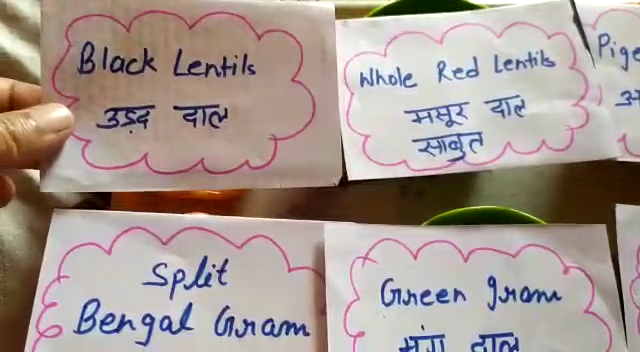 Black Lentils
उड़द दाल
Whole Red Lentils
मसूर दाल
साबुत
Split
Bengal Gram
Green gram
मूंग दाल